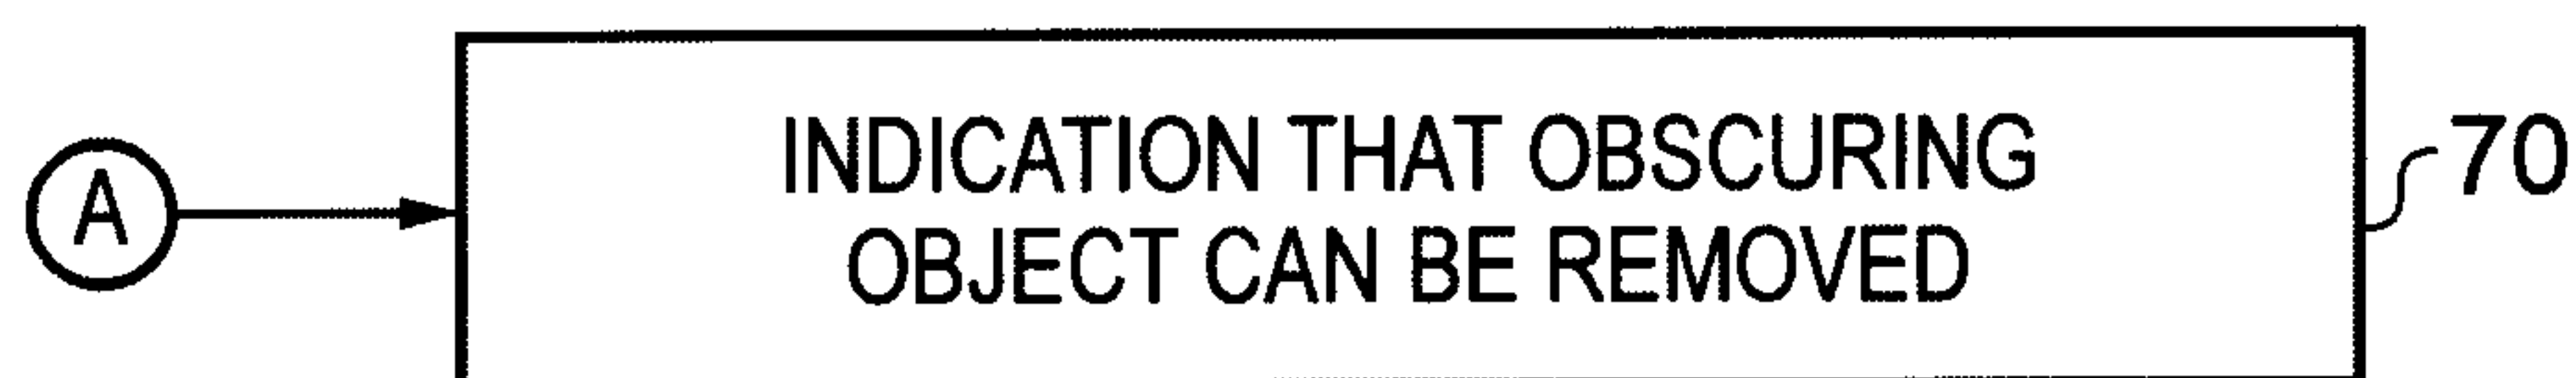 A
INDICATION THAT OBSCURING
OBJECT CAN BE REMOVED
70